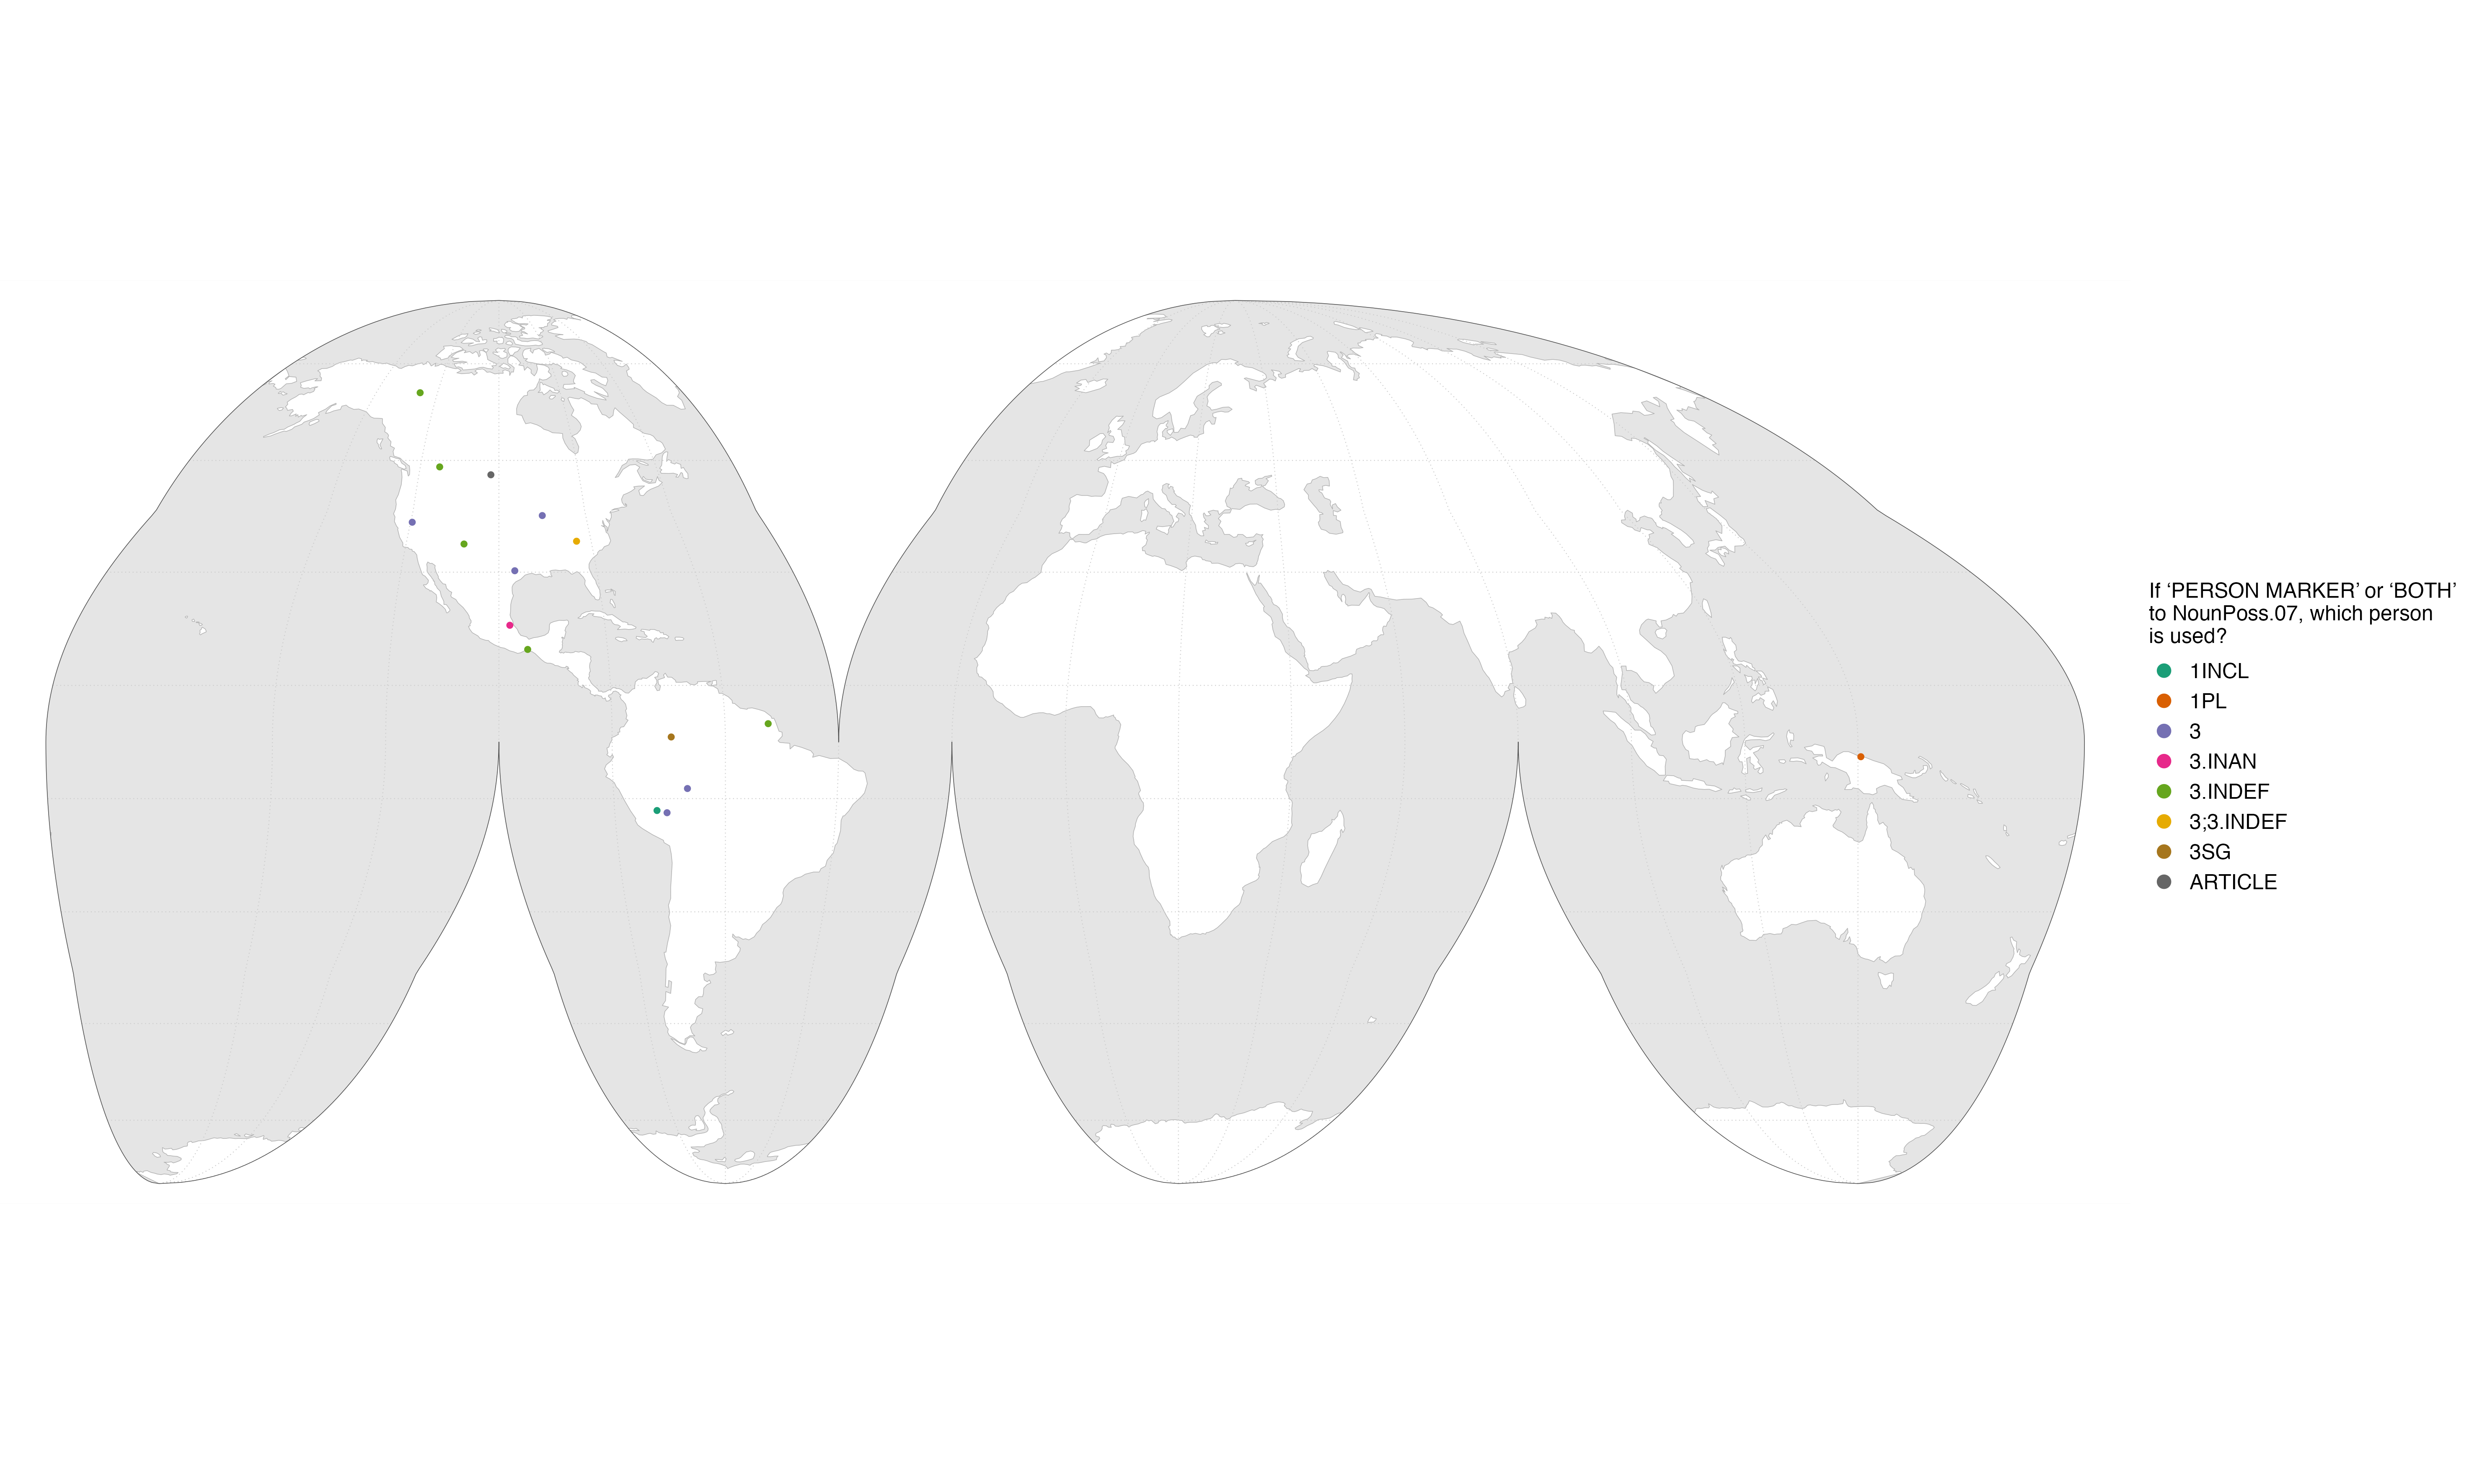 If ‘PERSON MARKER’ or ‘BOTH’
to NounPoss.07, which person
is used?
1INCL
1PL
3
3.INAN
3.INDEF
3;3.INDEF
3SG
ARTICLE